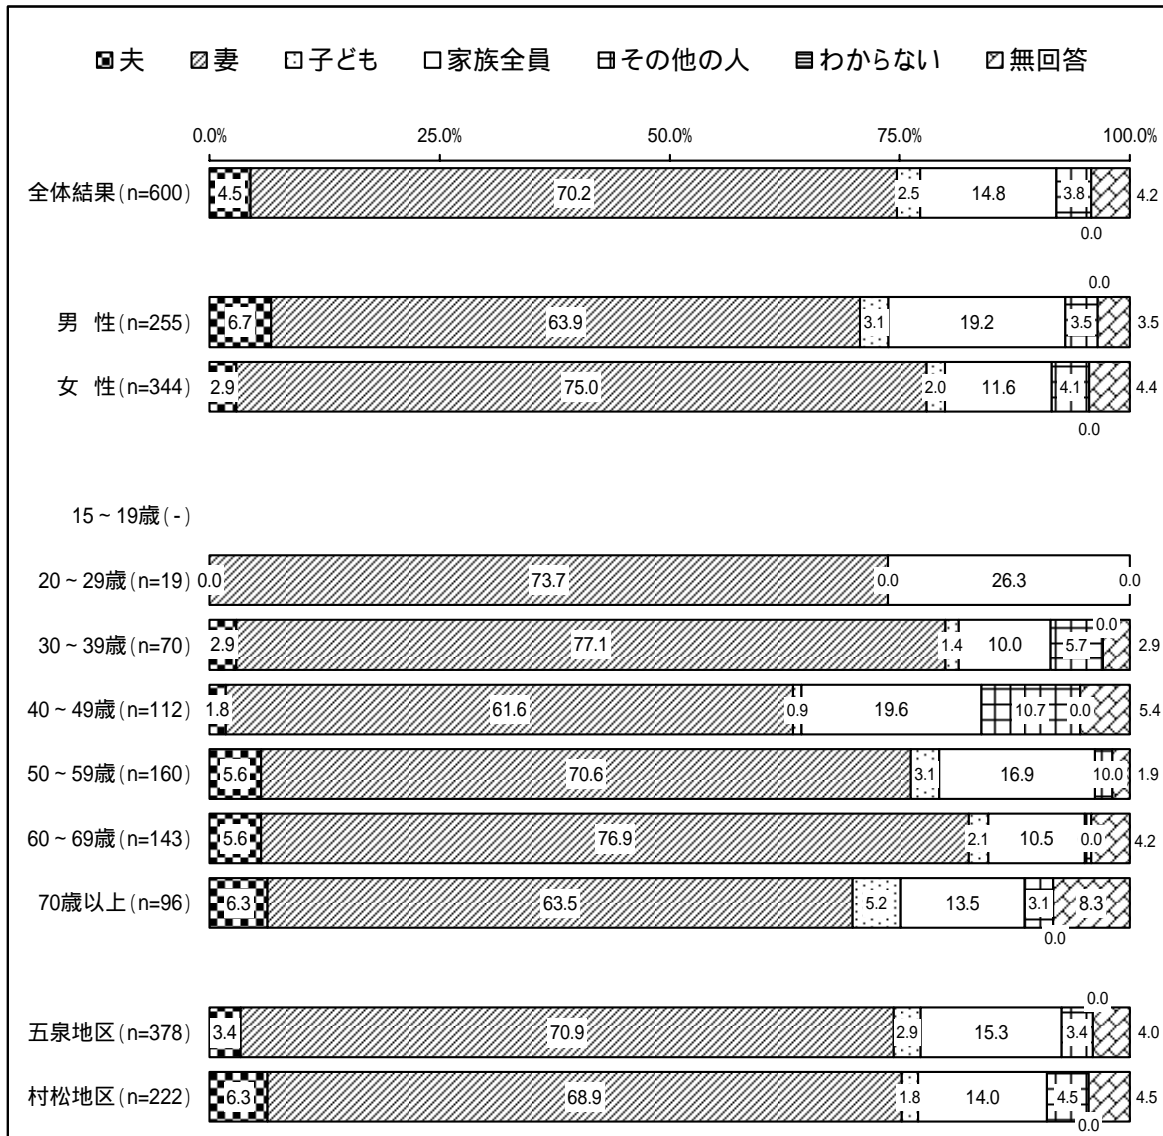 夫 妻 子ども 家族全員 その他の人 わからない 無回答
0.0% 25.0% 50.0% 75.0% 100.0%
全体結果(n=600) 4.5 70.2 2.5 14.8 3.8 4.2
0.0
0.0
男 性(n=255) 6.7 63.9 3.1 19.2 3.5 3.5
女 性(n=344) 2.9 75.0 2.0 11.6 4.1 4.4
0.0
15~19歳(-)
20~29歳(n=19) 0.0 73.7 0.0 26.3 0.0
0.0
30~39歳(n=70) 2.9 77.1 1.4 10.0 5.7 2.9
40~49歳(n=112) 1.8 61.6 0.9 19.6 10.7 0.0 5.4
50~59歳(n=160) 5.6 70.6 3.1 16.9 10.0 1.9
60~69歳(n=143) 5.6 76.9 2.1 10.5 0.0 4.2
70歳以上(n=96) 6.3 63.5 5.2 13.5 3.1 8.3
0.0
0.0
五泉地区(n=378) 3.4 70.9 2.9 15.3 3.4 4.0
村松地区(n=222) 6.3 68.9 1.8 14.0 4.5 4.5
0.0